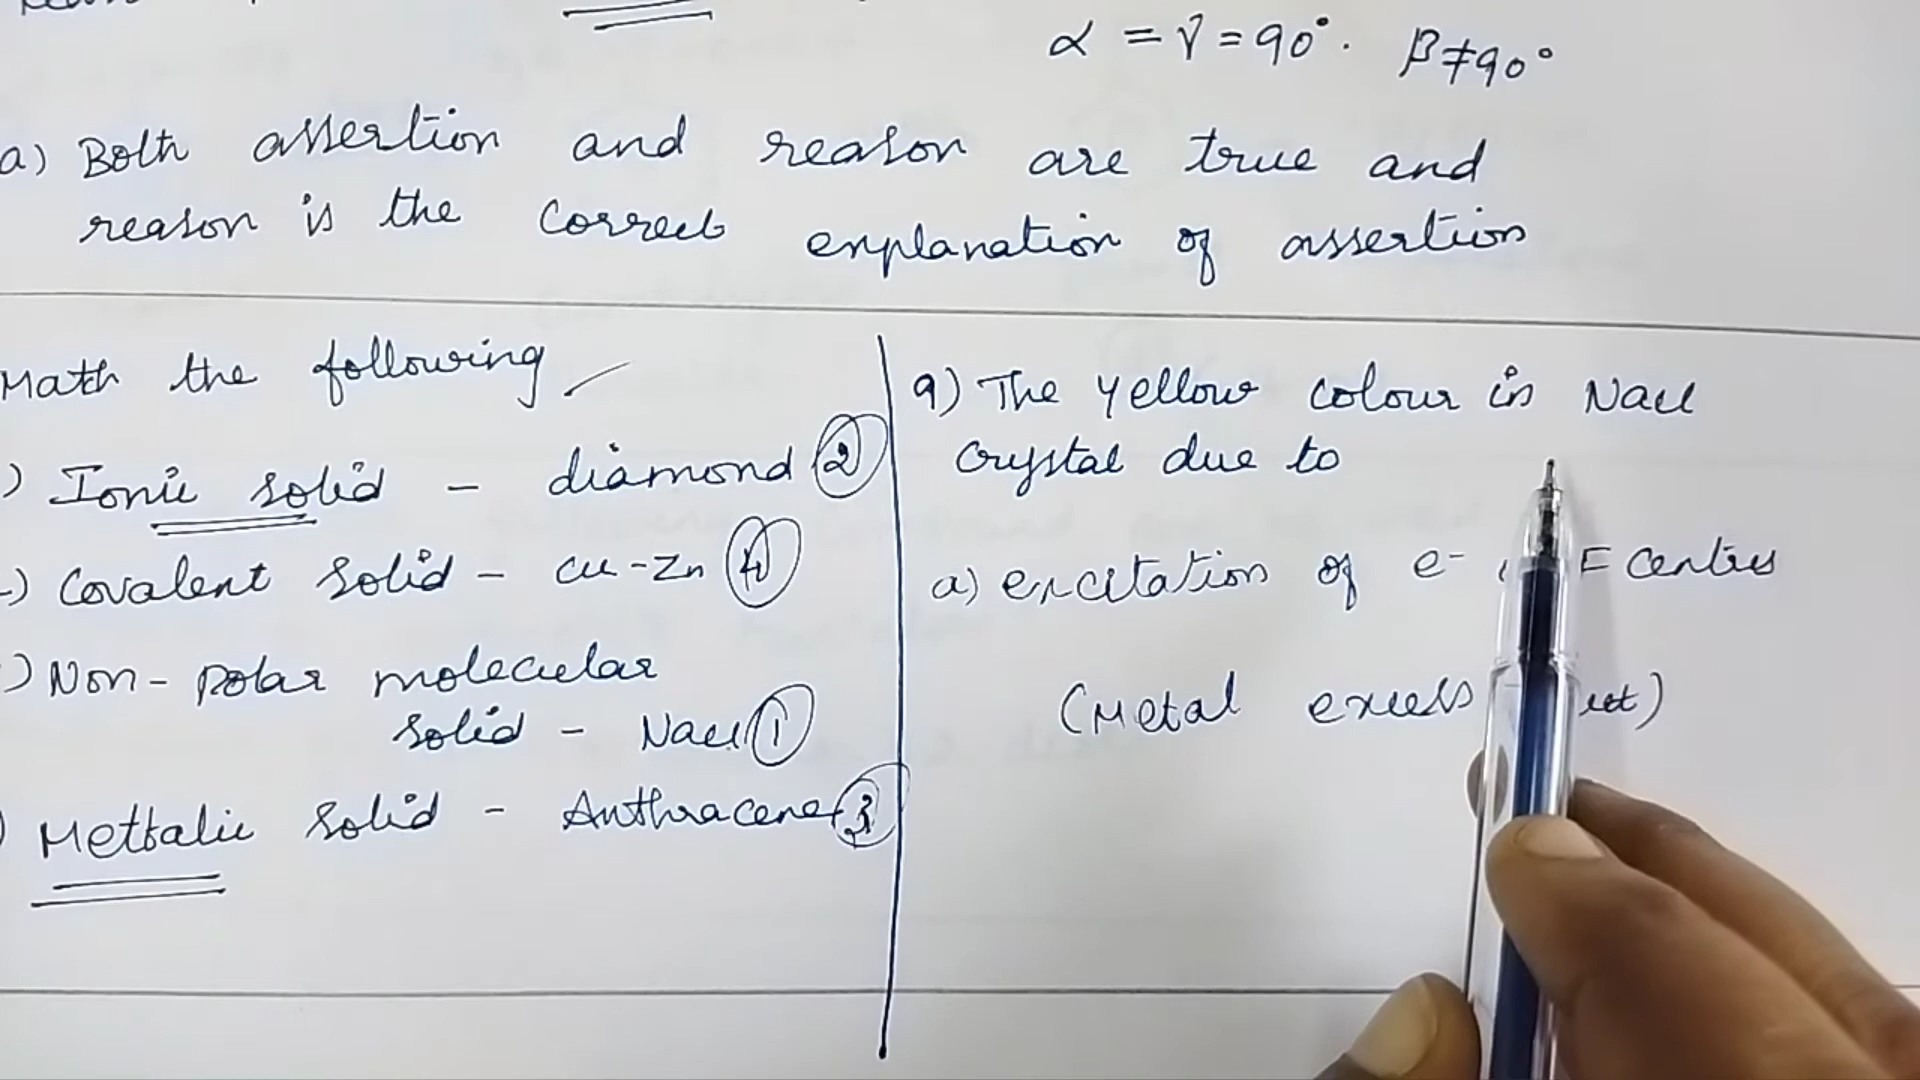 α = γ = 90°. β ≠ 90°
a) Both assertion and reason are true and
reason is the correct explanation of assertion
Math the following
) Ionic solid - diamond 2
) Covalent solid - Cu-Zn 4
) Non-polar molecular
solid - NaCl 1
) Mettalic solid - Anthracene 3
9) The yellow colour in NaCl
crystal due to
a) excitation of e- F centres
(Metal excess